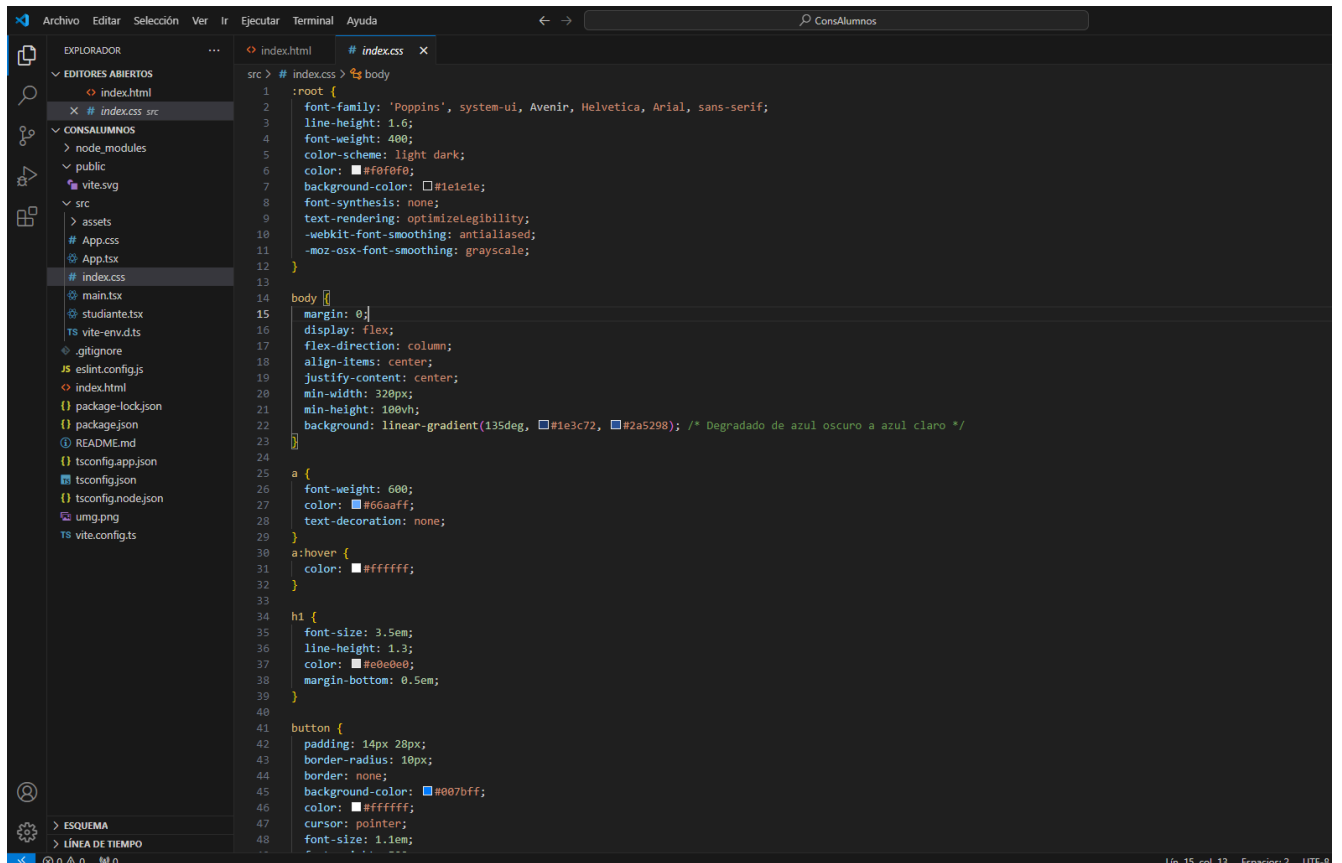 Archivo Editar Selección Ver Ir Ejecutar Terminal Ayuda
ConsAlumnos
EXPLORADOR
EDITORES ABIERTOS
index.html
index.css src
CONSALUMNOS
node_modules
public
vite.svg
src
assets
App.css
App.tsx
index.css
main.tsx
studiante.tsx
TS vite-env.d.ts
.gitignore
JS eslint.config.js
index.html
{} package-lock.json
{} package.json
README.md
{} tsconfig.app.json
tsconfig.json
{} tsconfig.node.json
umg.png
TS vite.config.ts
ESQUEMA
LÍNEA DE TIEMPO
index.html # index.css
src > # index.css > body
1 :root {
2 font-family: 'Poppins', system-ui, Avenir, Helvetica, Arial, sans-serif;
3 line-height: 1.6;
4 font-weight: 400;
5 color-scheme: light dark;
6 color: #f0f0f0;
7 background-color: #1e1e1e;
8 font-synthesis: none;
9 text-rendering: optimizeLegibility;
10 -webkit-font-smoothing: antialiased;
11 -moz-osx-font-smoothing: grayscale;
12 }
13
14 body {
15 margin: 0;
16 display: flex;
17 flex-direction: column;
18 align-items: center;
19 justify-content: center;
20 min-width: 320px;
21 min-height: 100vh;
22 background: linear-gradient(135deg, #1e3c72, #2a5298); /* Degradado de azul oscuro a azul claro */
23 }
24
25 a {
26 font-weight: 600;
27 color: #66aaff;
28 text-decoration: none;
29 }
30 a:hover {
31 color: #ffffff;
32 }
33
34 h1 {
35 font-size: 3.5em;
36 line-height: 1.3;
37 color: #e0e0e0;
38 margin-bottom: 0.5em;
39 }
40
41 button {
42 padding: 14px 28px;
43 border-radius: 10px;
44 border: none;
45 background-color: #007bff;
46 color: #ffffff;
47 cursor: pointer;
48 font-size: 1.1em;
0 0 0 Lín. 15, col. 13 Espacios: 2 UTF-8